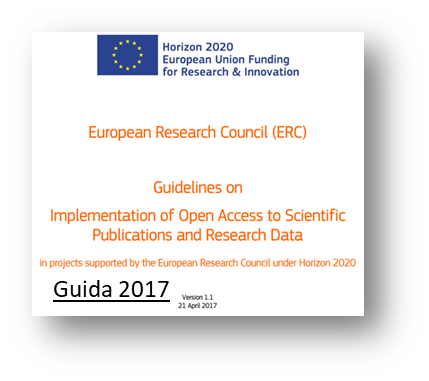 Horizon 2020
European Union Funding
for Research & Innovation
European Research Council (ERC)
Guidelines on
Implementation of Open Access to Scientific
Publications and Research Data
in projects supported by the European Research Council under Horizon 2020
Guida 2017
Version 1.1
21 April 2017